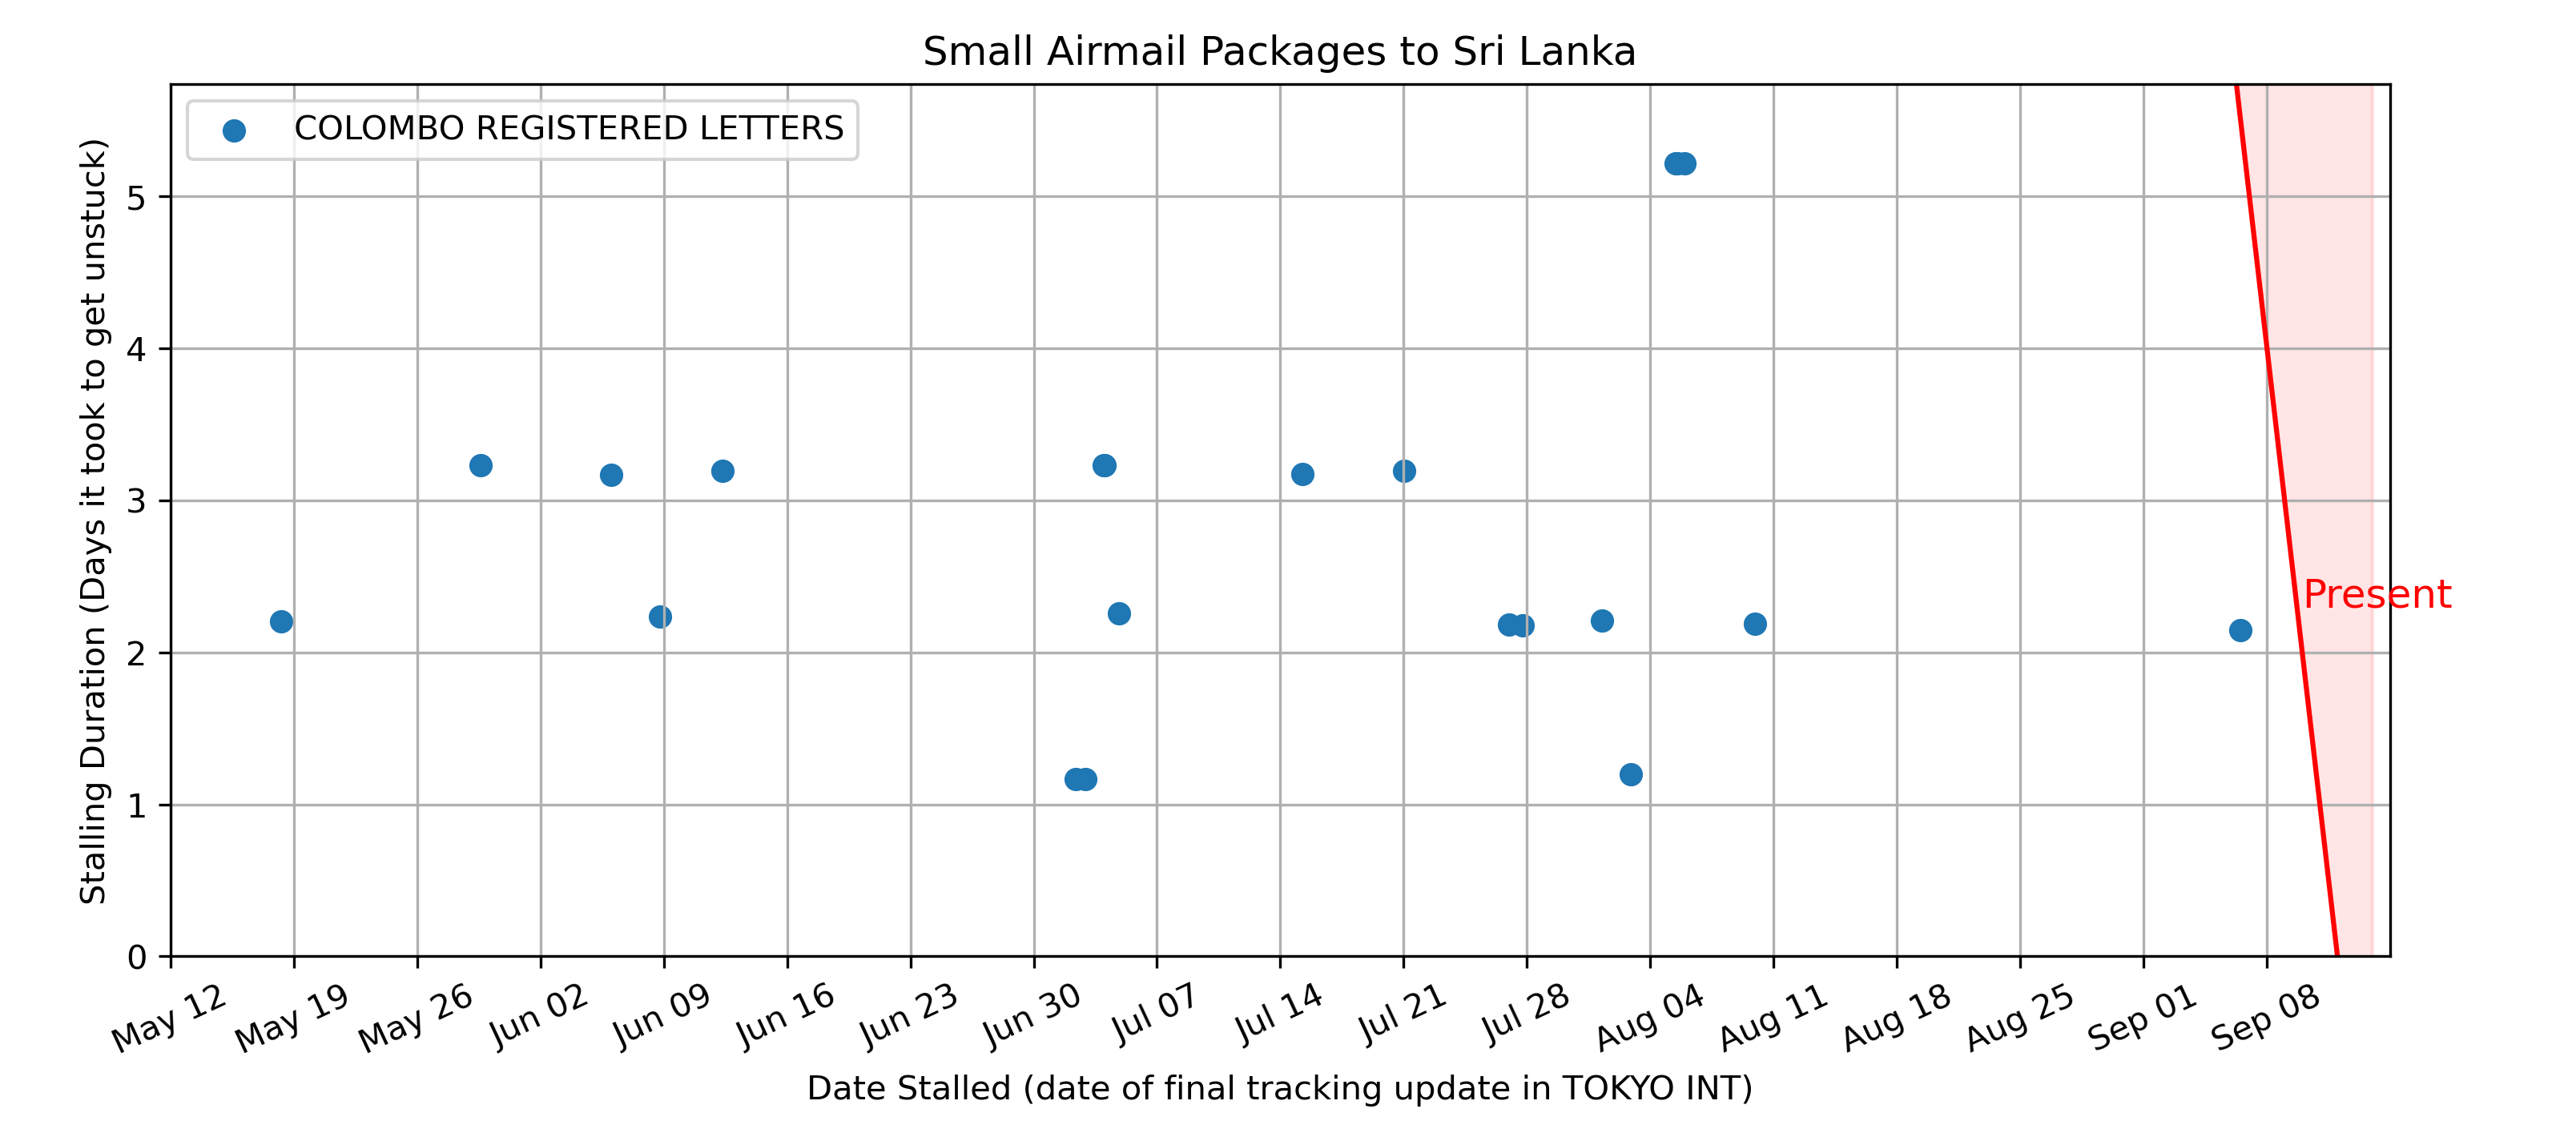 Small Airmail Packages to Sri Lanka
COLOMBO REGISTERED LETTERS
Stalling Duration (Days it took to get unstuck)
5
4
3
2
1
0
Present
May 12
May 19
May 26
Jun 02
Jun 09
Jun 16
Jun 23
Jun 30
Jul 07
Jul 14
Jul 21
Jul 28
Aug 04
Aug 11
Aug 18
Aug 25
Sep 01
Sep 08
Date Stalled (date of final tracking update in TOKYO INT)